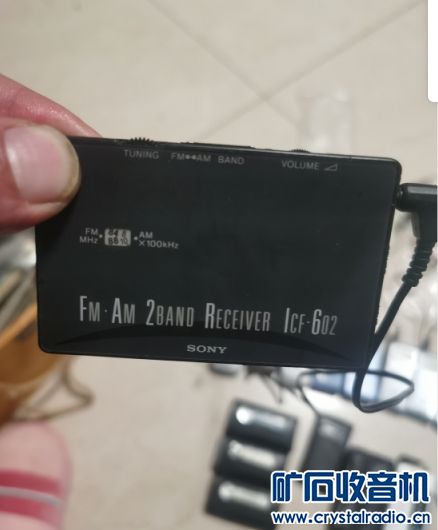 TUNING FM↔AM BAND VOLUME
FM AM
MHz ×100kHz
FM·AM 2BAND RECEIVER ICF-602
SONY
矿石收音机
www.crystalradio.cn